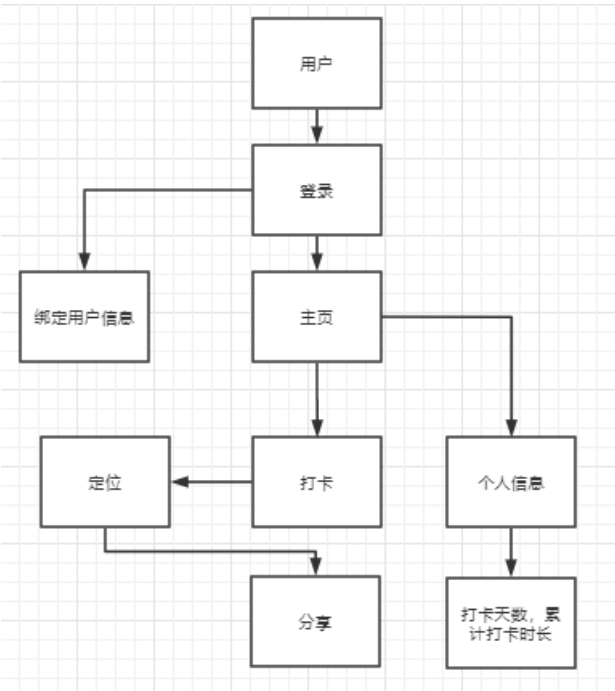 用户
登录
绑定用户信息
主页
定位
打卡
个人信息
分享
打卡天数，累
计打卡时长